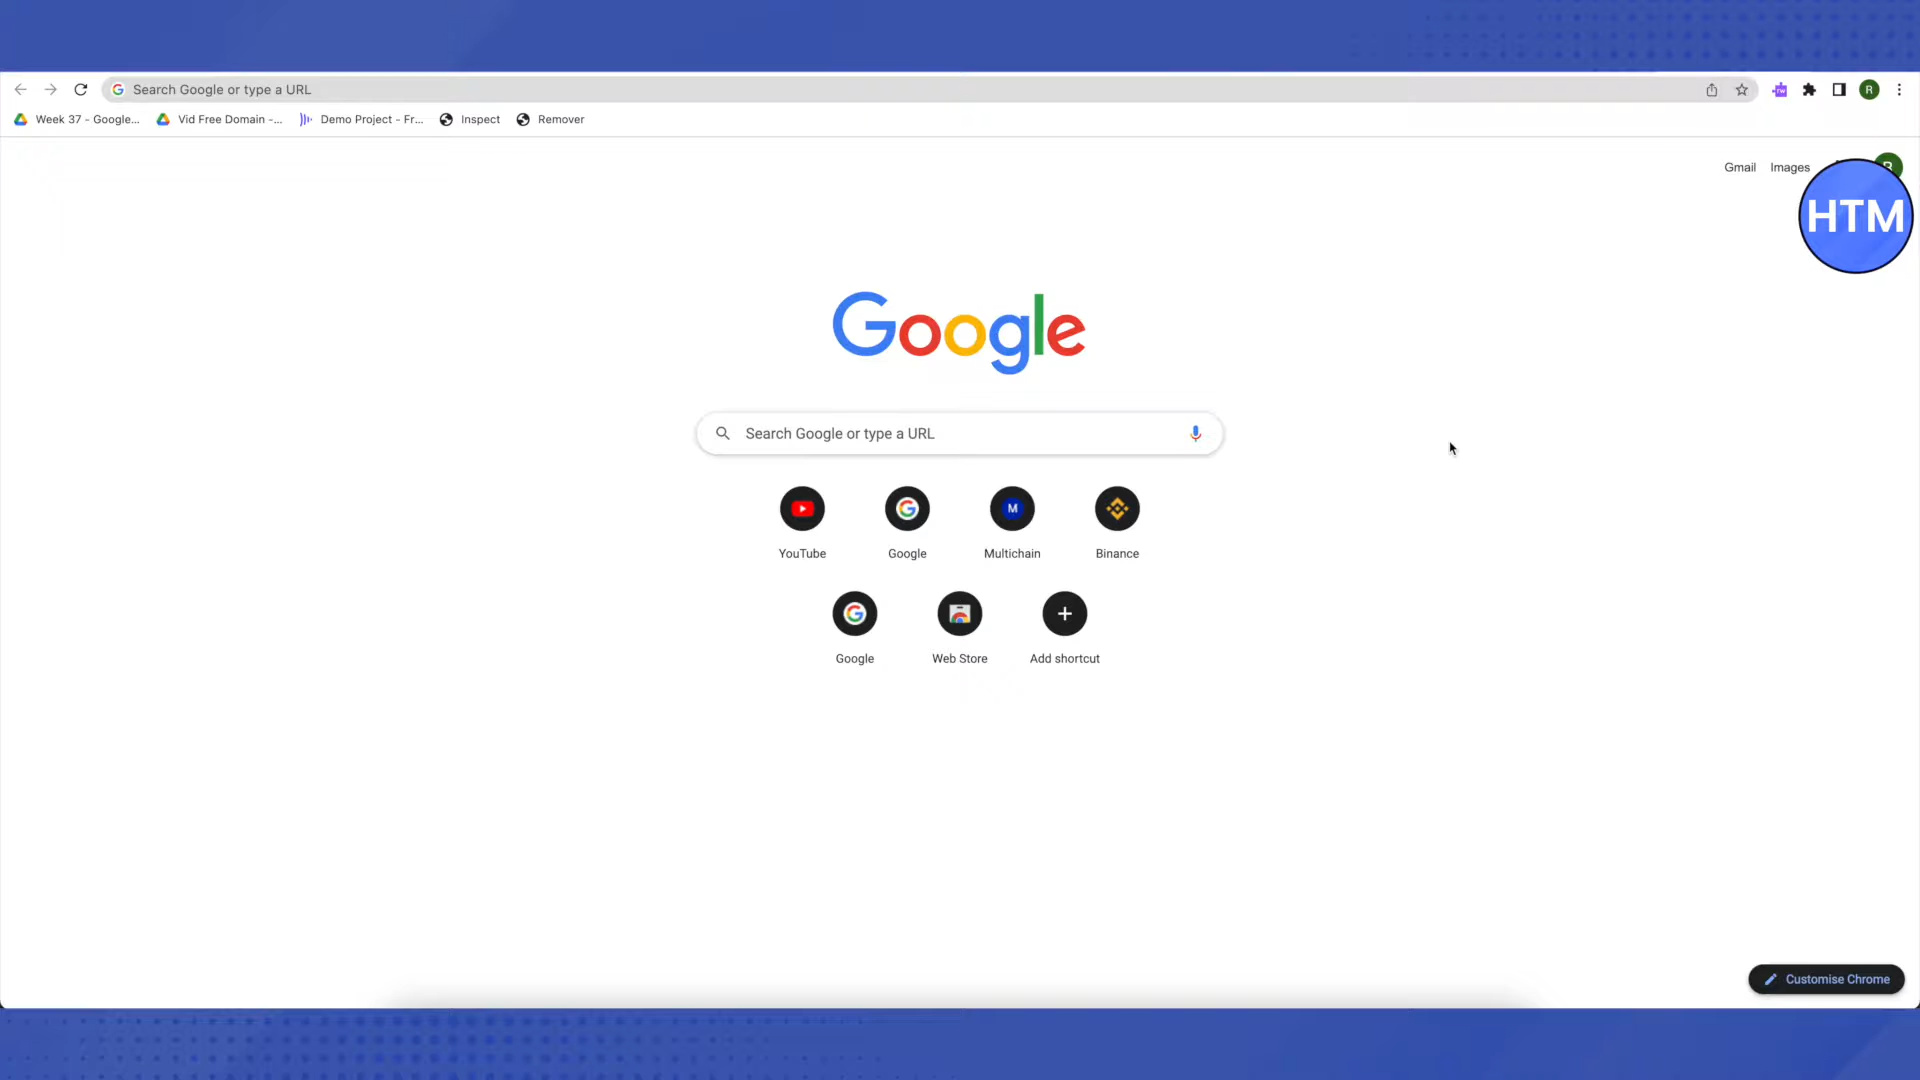 Search Google or type a URL
R
Week 37 - Google...
Vid Free Domain -...
Demo Project - Fr...
Inspect
Remover
Gmail
Images
HTM
Google
Search Google or type a URL
M
YouTube
Google
Multichain
Binance
Google
Web Store
Add shortcut
Customise Chrome